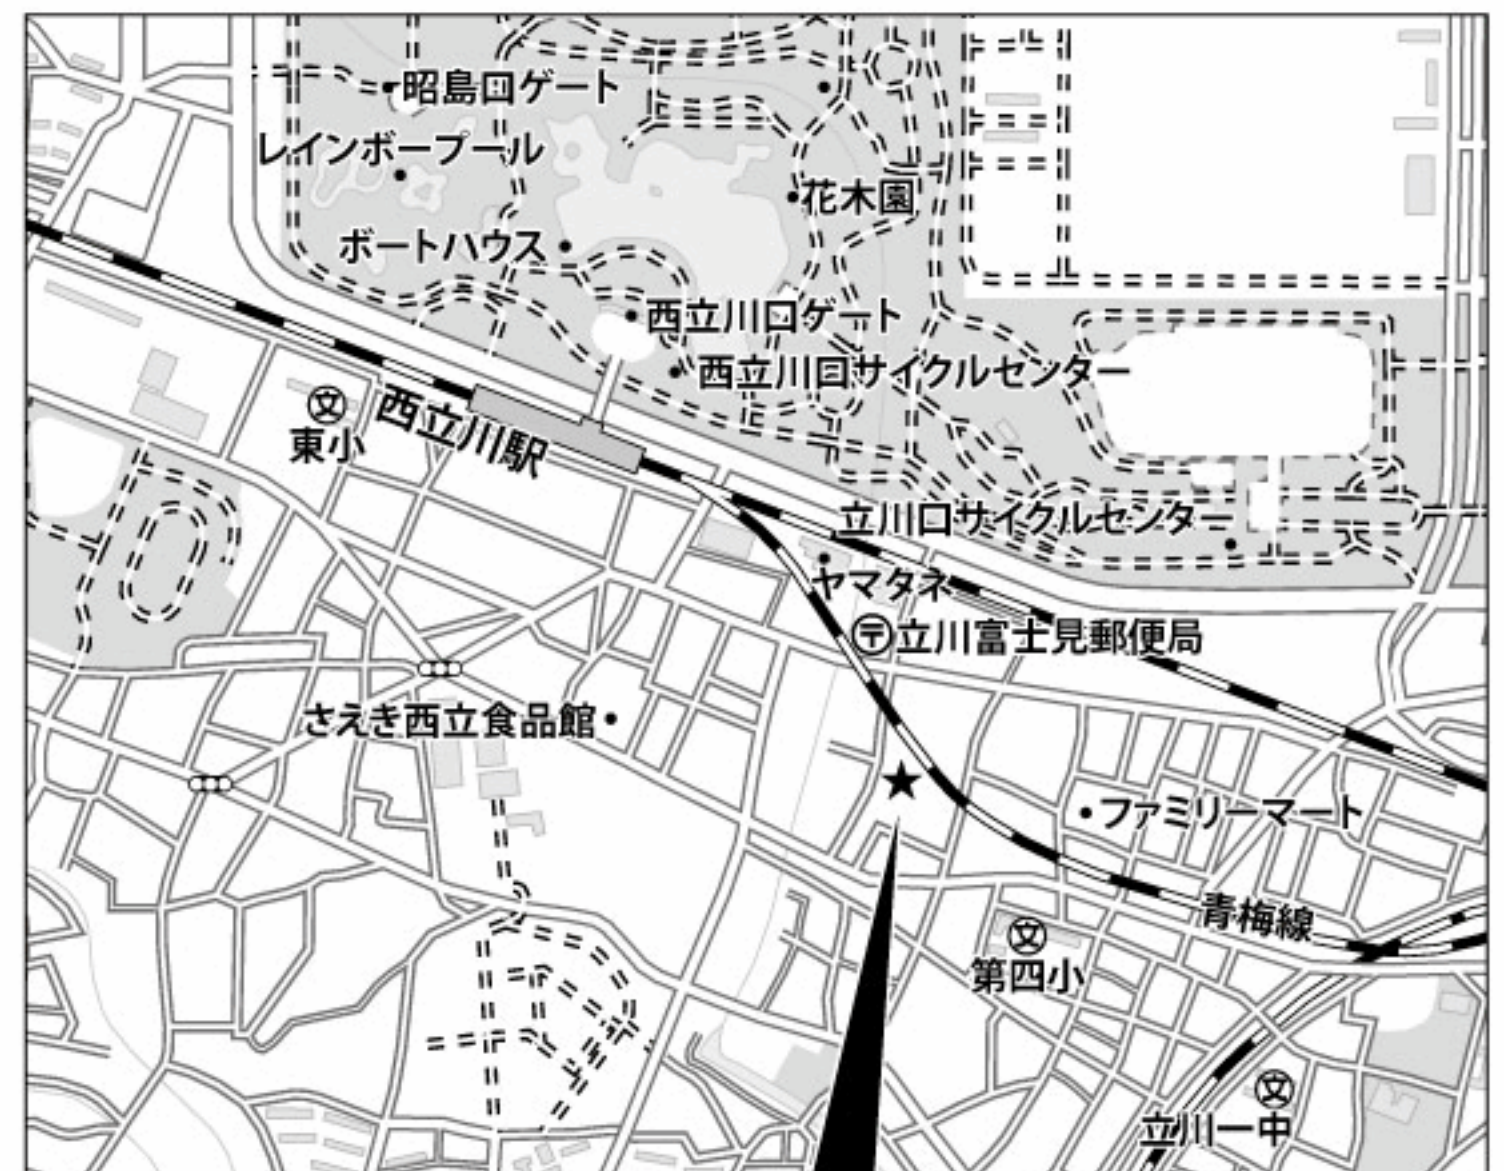 昭島口ゲート
レインボープール
花木園
ボートハウス
西立川口ゲート
西立川口サイクルセンター
文
東小
西立川駅
立川口サイクルセンター
ヤマタネ
〒立川富士見郵便局
さえき西立食品館
ファミリーマート
青梅線
文
第四小
文
立川一中